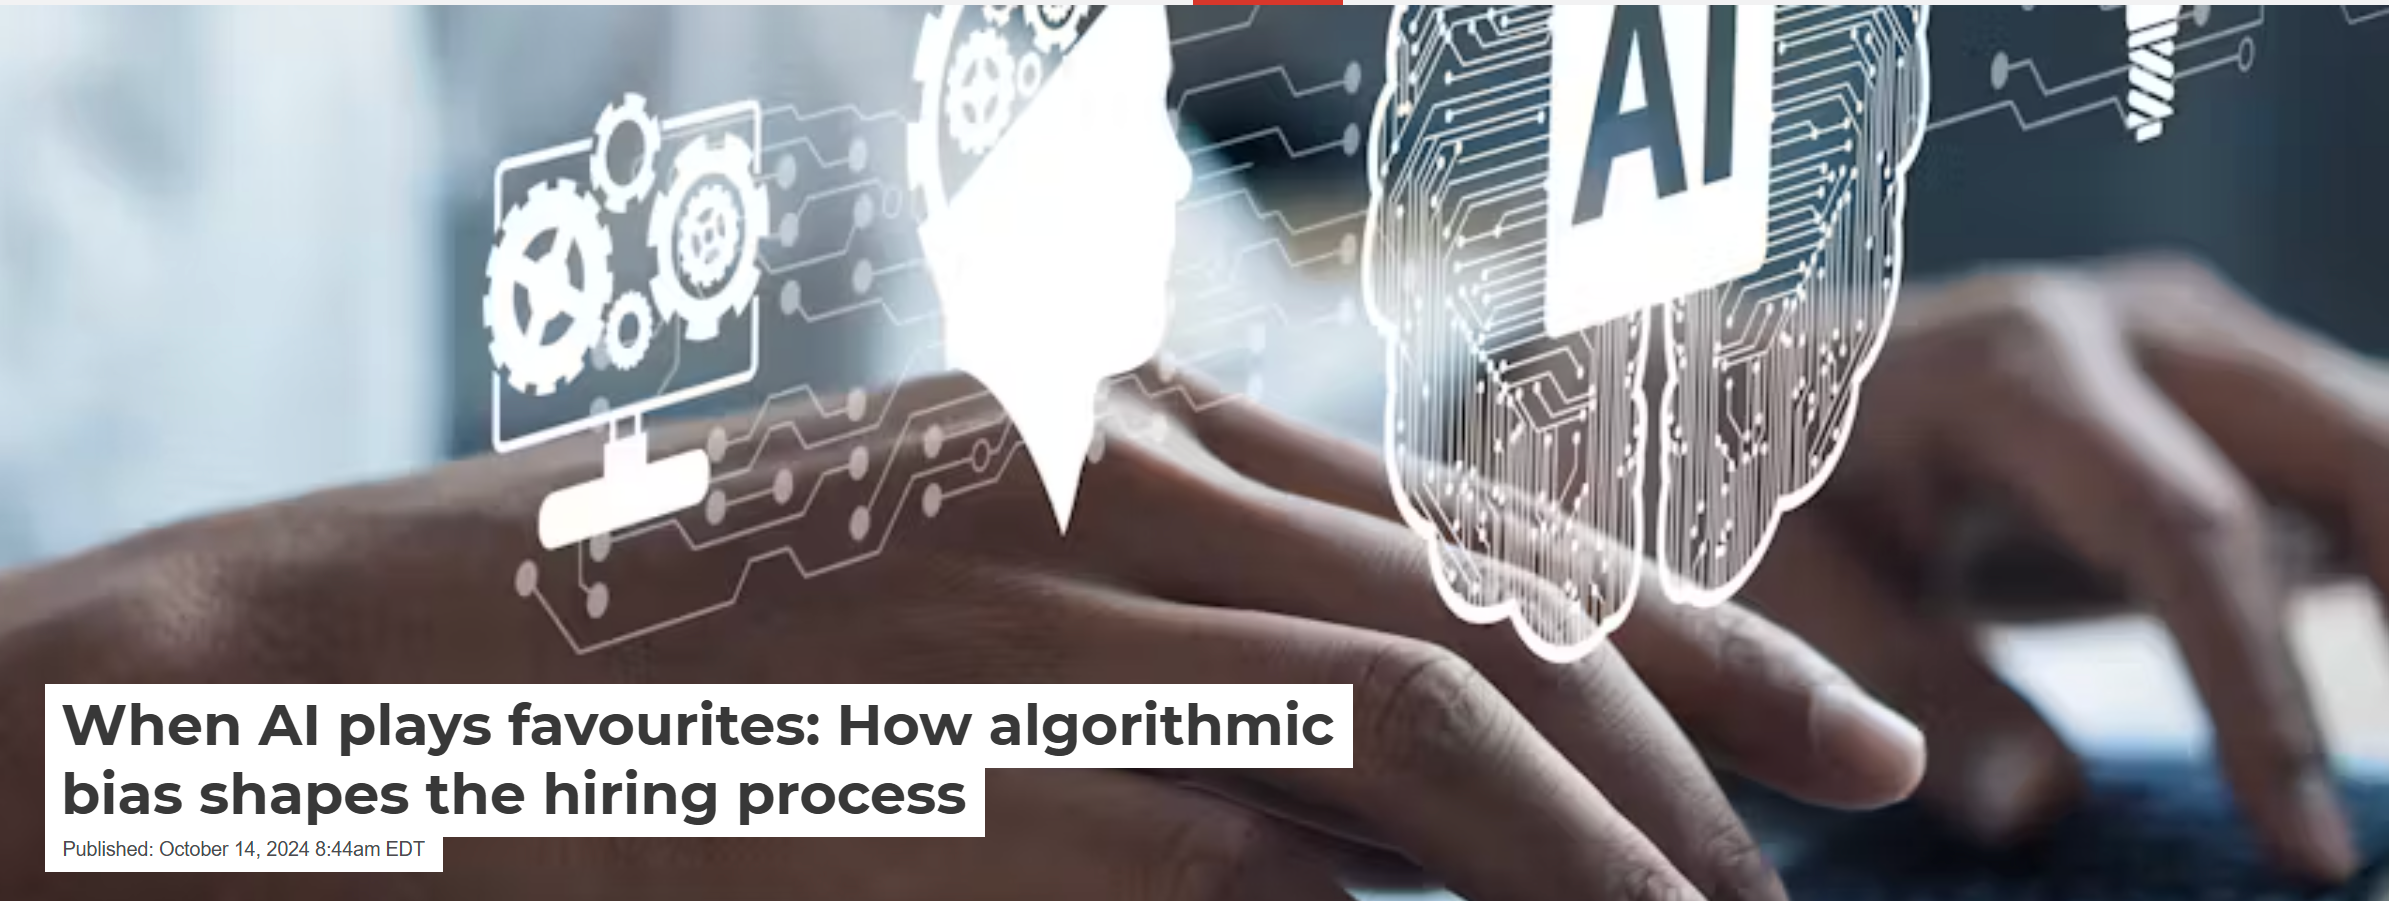 AI
When AI plays favourites: How algorithmic
bias shapes the hiring process
Published: October 14, 2024 8:44am EDT